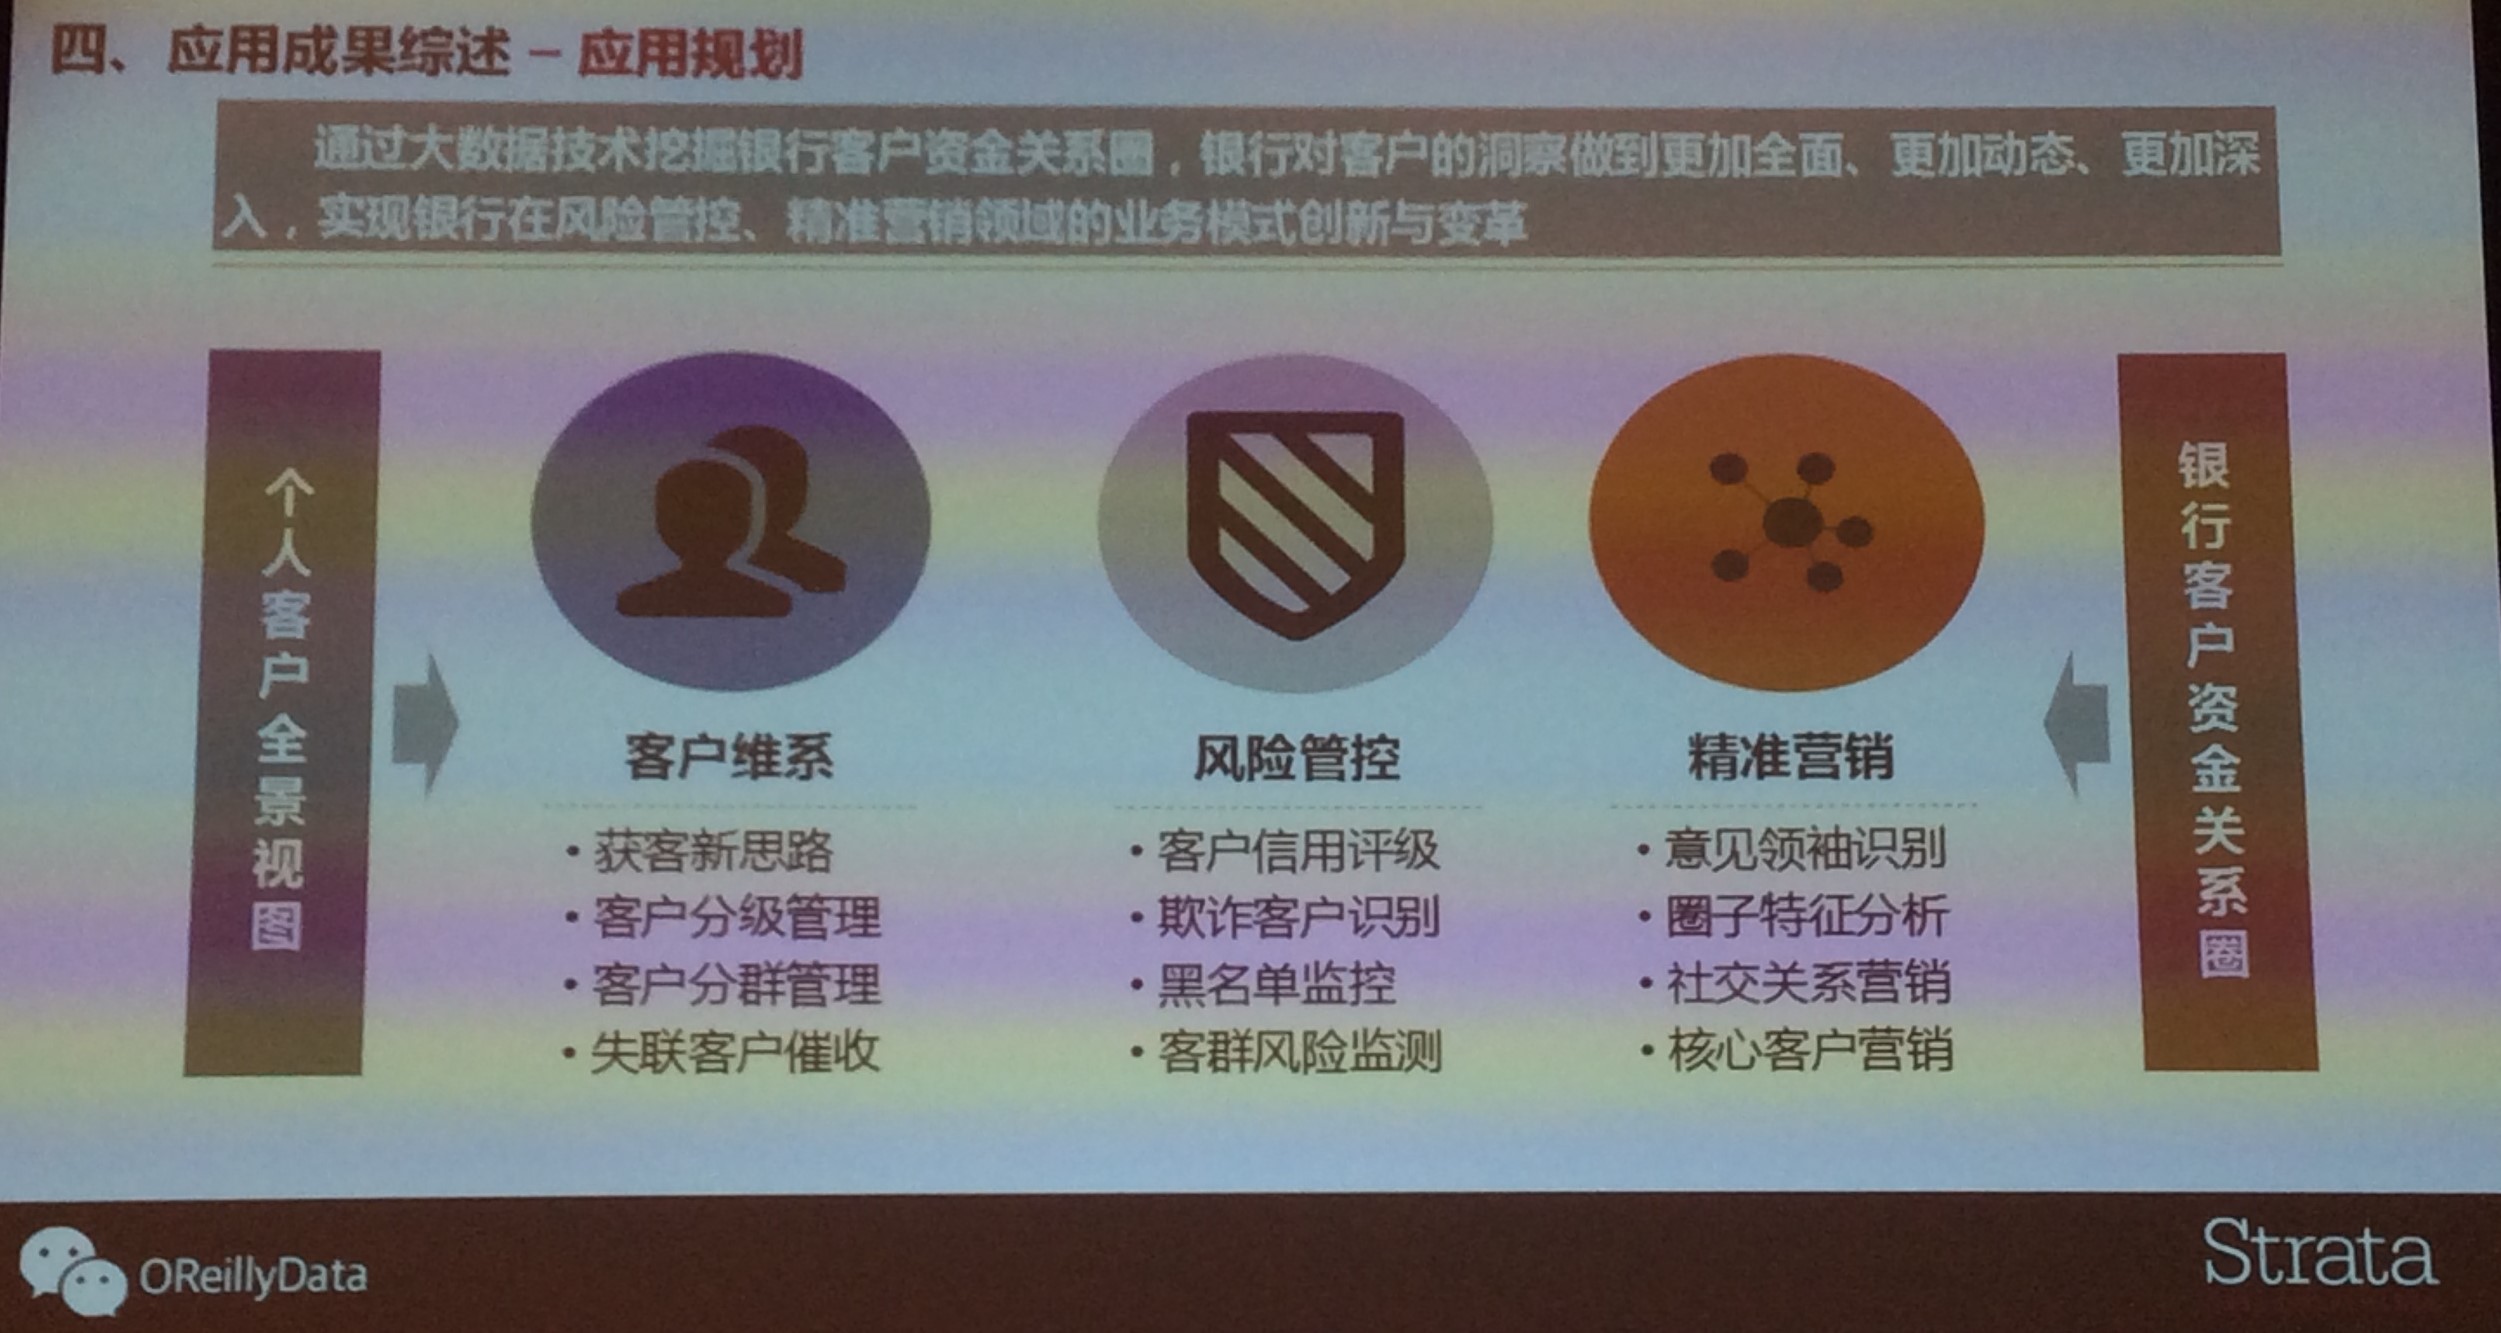 四、应用成果综述 – 应用规划
通过大数据技术挖掘银行客户资金关系圈，银行对客户的洞察做到更加全面、更加动态、更加深
入，实现银行在风险管控、精准营销领域的业务模式创新与变革
个人客户全景视图
客户维系
• 获客新思路
• 客户分级管理
• 客户分群管理
• 失联客户催收
风险管控
• 客户信用评级
• 欺诈客户识别
• 黑名单监控
• 客群风险监测
精准营销
• 意见领袖识别
• 圈子特征分析
• 社交关系营销
• 核心客户营销
银行客户资金关系圈
OReillyData
Strata